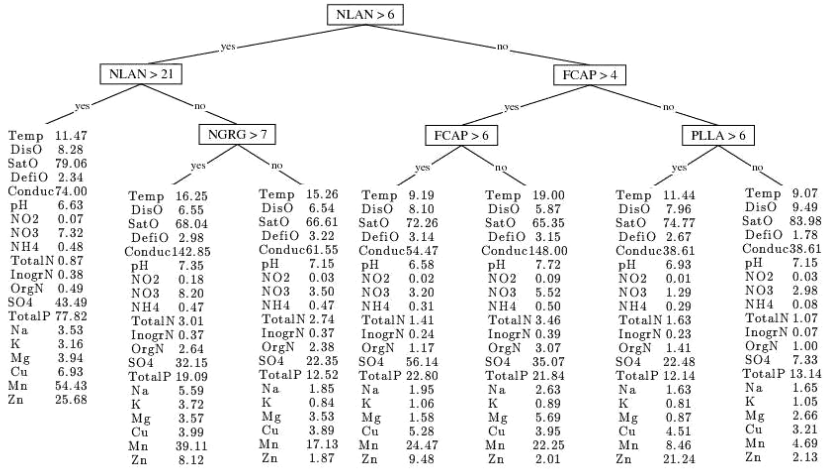 NLAN > 6
yes
no
NLAN > 21
FCAP > 4
yes
no
yes
no
NGRG > 7
FCAP > 6
PLLA > 6
yes
no
yes
no
yes
no
Temp 11.47
DisO 8.28
SatO 79.06
DefiO 2.34
Conduc74.00
pH 6.63
NO2 0.07
NO3 7.32
NH4 0.48
TotalN 0.87
InogrN 0.38
OrgN 0.49
SO4 43.49
TotalP 77.82
Na 3.53
K 3.16
Mg 3.94
Cu 6.93
Mn 54.43
Zn 25.68
Temp 16.25
DisO 6.55
SatO 68.04
DefiO 2.98
Conduc142.85
pH 7.35
NO2 0.18
NO3 8.20
NH4 0.47
TotalN 3.01
InogrN 0.37
OrgN 2.64
SO4 32.15
TotalP 19.09
Na 5.59
K 3.72
Mg 3.57
Cu 3.99
Mn 39.11
Zn 8.12
Temp 15.26
DisO 6.54
SatO 66.61
DefiO 3.22
Conduc61.55
pH 7.15
NO2 0.03
NO3 3.50
NH4 0.47
TotalN 2.74
InogrN 0.37
OrgN 2.38
SO4 22.35
TotalP 12.52
Na 1.85
K 0.84
Mg 3.53
Cu 3.89
Mn 17.13
Zn 1.87
Temp 9.19
DisO 8.10
SatO 72.26
DefiO 3.14
Conduc54.47
pH 6.58
NO2 0.02
NO3 3.20
NH4 0.31
TotalN 1.41
InogrN 0.24
OrgN 1.17
SO4 56.14
TotalP 22.80
Na 1.95
K 1.06
Mg 1.58
Cu 5.28
Mn 24.47
Zn 9.48
Temp 19.00
DisO 5.87
SatO 65.35
DefiO 3.15
Conduc148.00
pH 7.72
NO2 0.09
NO3 5.52
NH4 0.50
TotalN 3.46
InogrN 0.39
OrgN 3.07
SO4 35.07
TotalP 21.84
Na 2.63
K 0.89
Mg 5.69
Cu 3.95
Mn 22.25
Zn 2.01
Temp 11.44
DisO 7.96
SatO 74.77
DefiO 2.67
Conduc38.61
pH 6.93
NO2 0.01
NO3 1.29
NH4 0.29
TotalN 1.63
InogrN 0.23
OrgN 1.41
SO4 22.48
TotalP 12.14
Na 1.63
K 0.81
Mg 0.87
Cu 4.51
Mn 8.46
Zn 21.24
Temp 9.07
DisO 9.49
SatO 83.98
DefiO 1.78
Conduc38.61
pH 7.15
NO2 0.03
NO3 2.98
NH4 0.08
TotalN 1.07
InogrN 0.07
OrgN 1.00
SO4 7.33
TotalP 13.14
Na 1.65
K 1.05
Mg 2.66
Cu 3.21
Mn 4.69
Zn 2.13